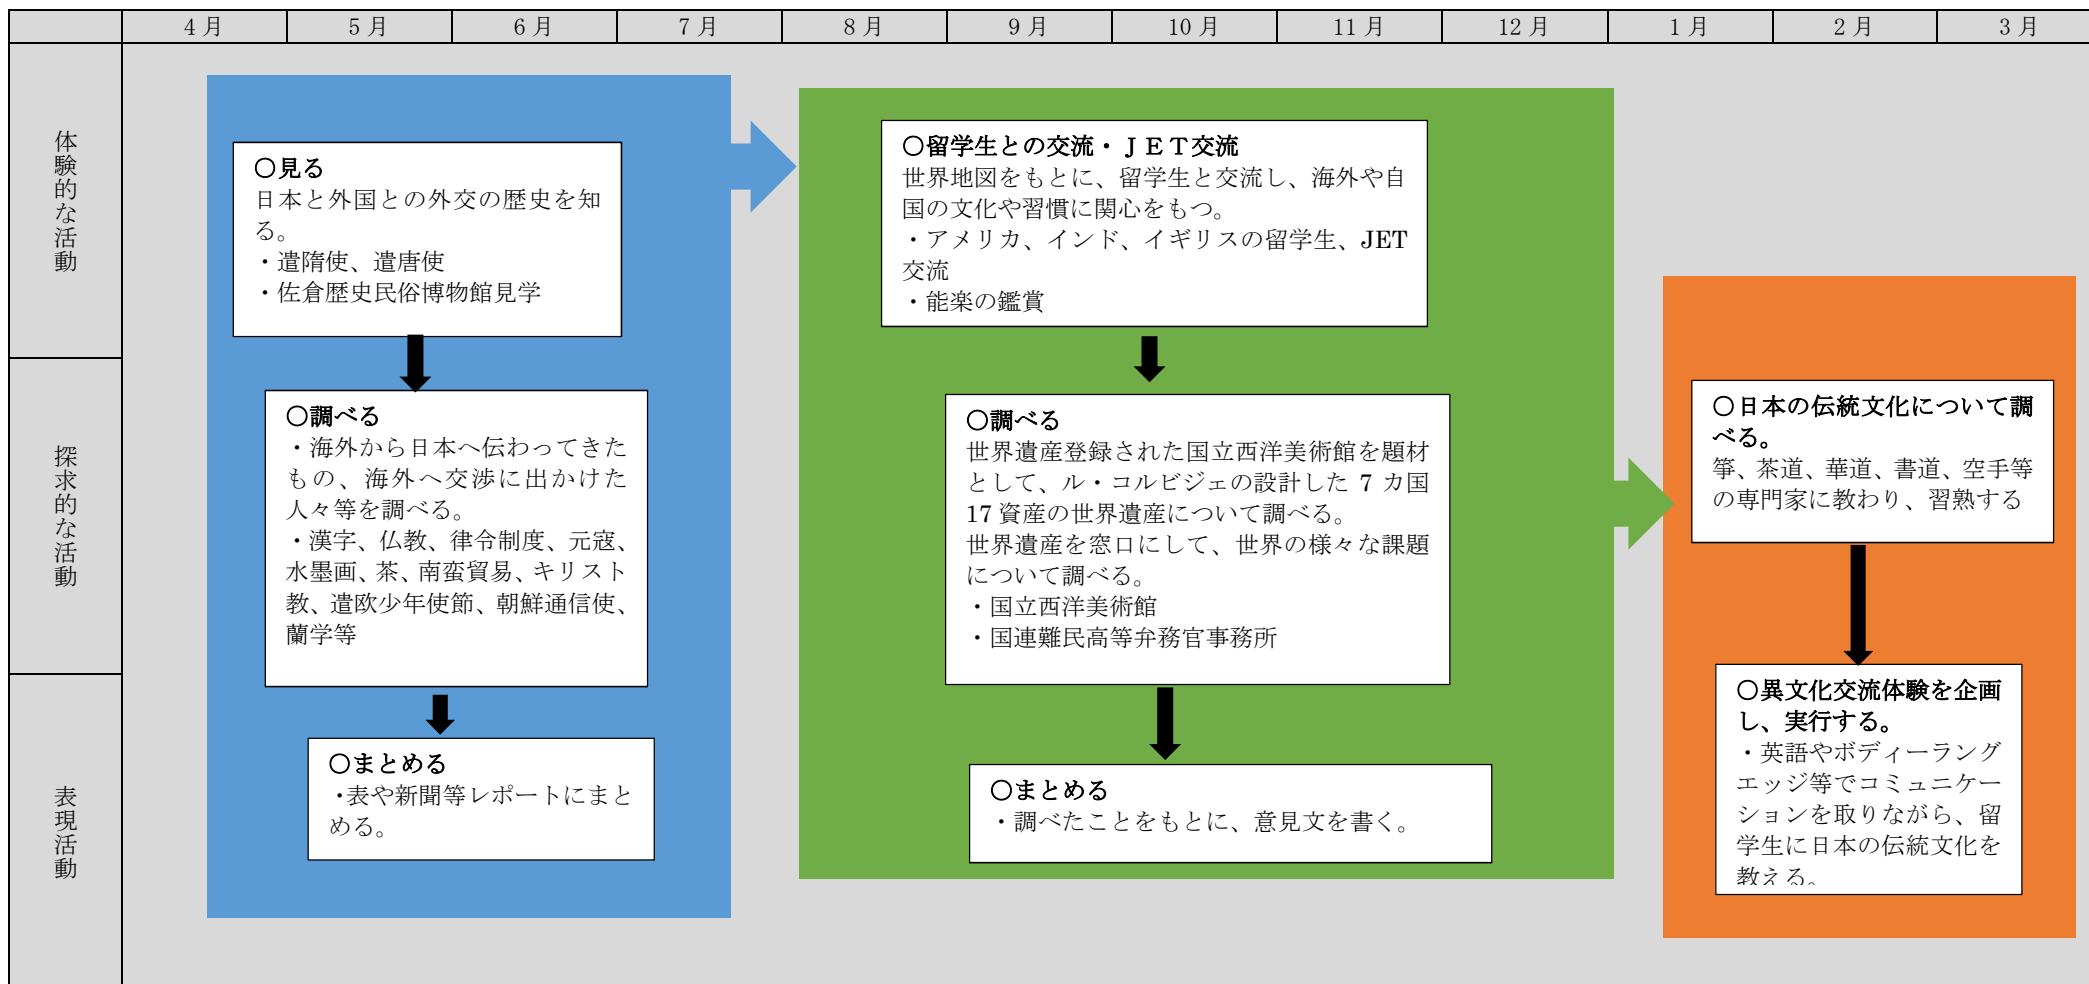 4月 5月 6月 7月 8月 9月 10月 11月 12月 1月 2月 3月
体験的な活動
〇見る
日本と外国との外交の歴史を知
る。
・遣隋使、遣唐使
・佐倉歴史民俗博物館見学
〇留学生との交流・ＪＥＴ交流
世界地図をもとに、留学生と交流し、海外や自
国の文化や習慣に関心をもつ。
・アメリカ、インド、イギリスの留学生、JET
交流
・能楽の鑑賞
探求的な活動
〇調べる
・海外から日本へ伝わってきた
もの、海外へ交渉に出かけた
人々等を調べる。
・漢字、仏教、律令制度、元寇、
水墨画、茶、南蛮貿易、キリスト
教、遣欧少年使節、朝鮮通信使、
蘭学等
〇調べる
世界遺産登録された国立西洋美術館を題材
として、ル・コルビジェの設計した 7 カ国
17 資産の世界遺産について調べる。
世界遺産を窓口にして、世界の様々な課題
について調べる。
・国立西洋美術館
・国連難民高等弁務官事務所
〇日本の伝統文化について調
べる。
箏、茶道、華道、書道、空手等
の専門家に教わり、習熟する
表現活動
〇まとめる
・表や新聞等レポートにまと
める。
〇まとめる
・調べたことをもとに、意見文を書く。
〇異文化交流体験を企画
し、実行する。
・英語やボディーラング
エッジ等でコミュニケー
ションを取りながら、留
学生に日本の伝統文化を
教える。